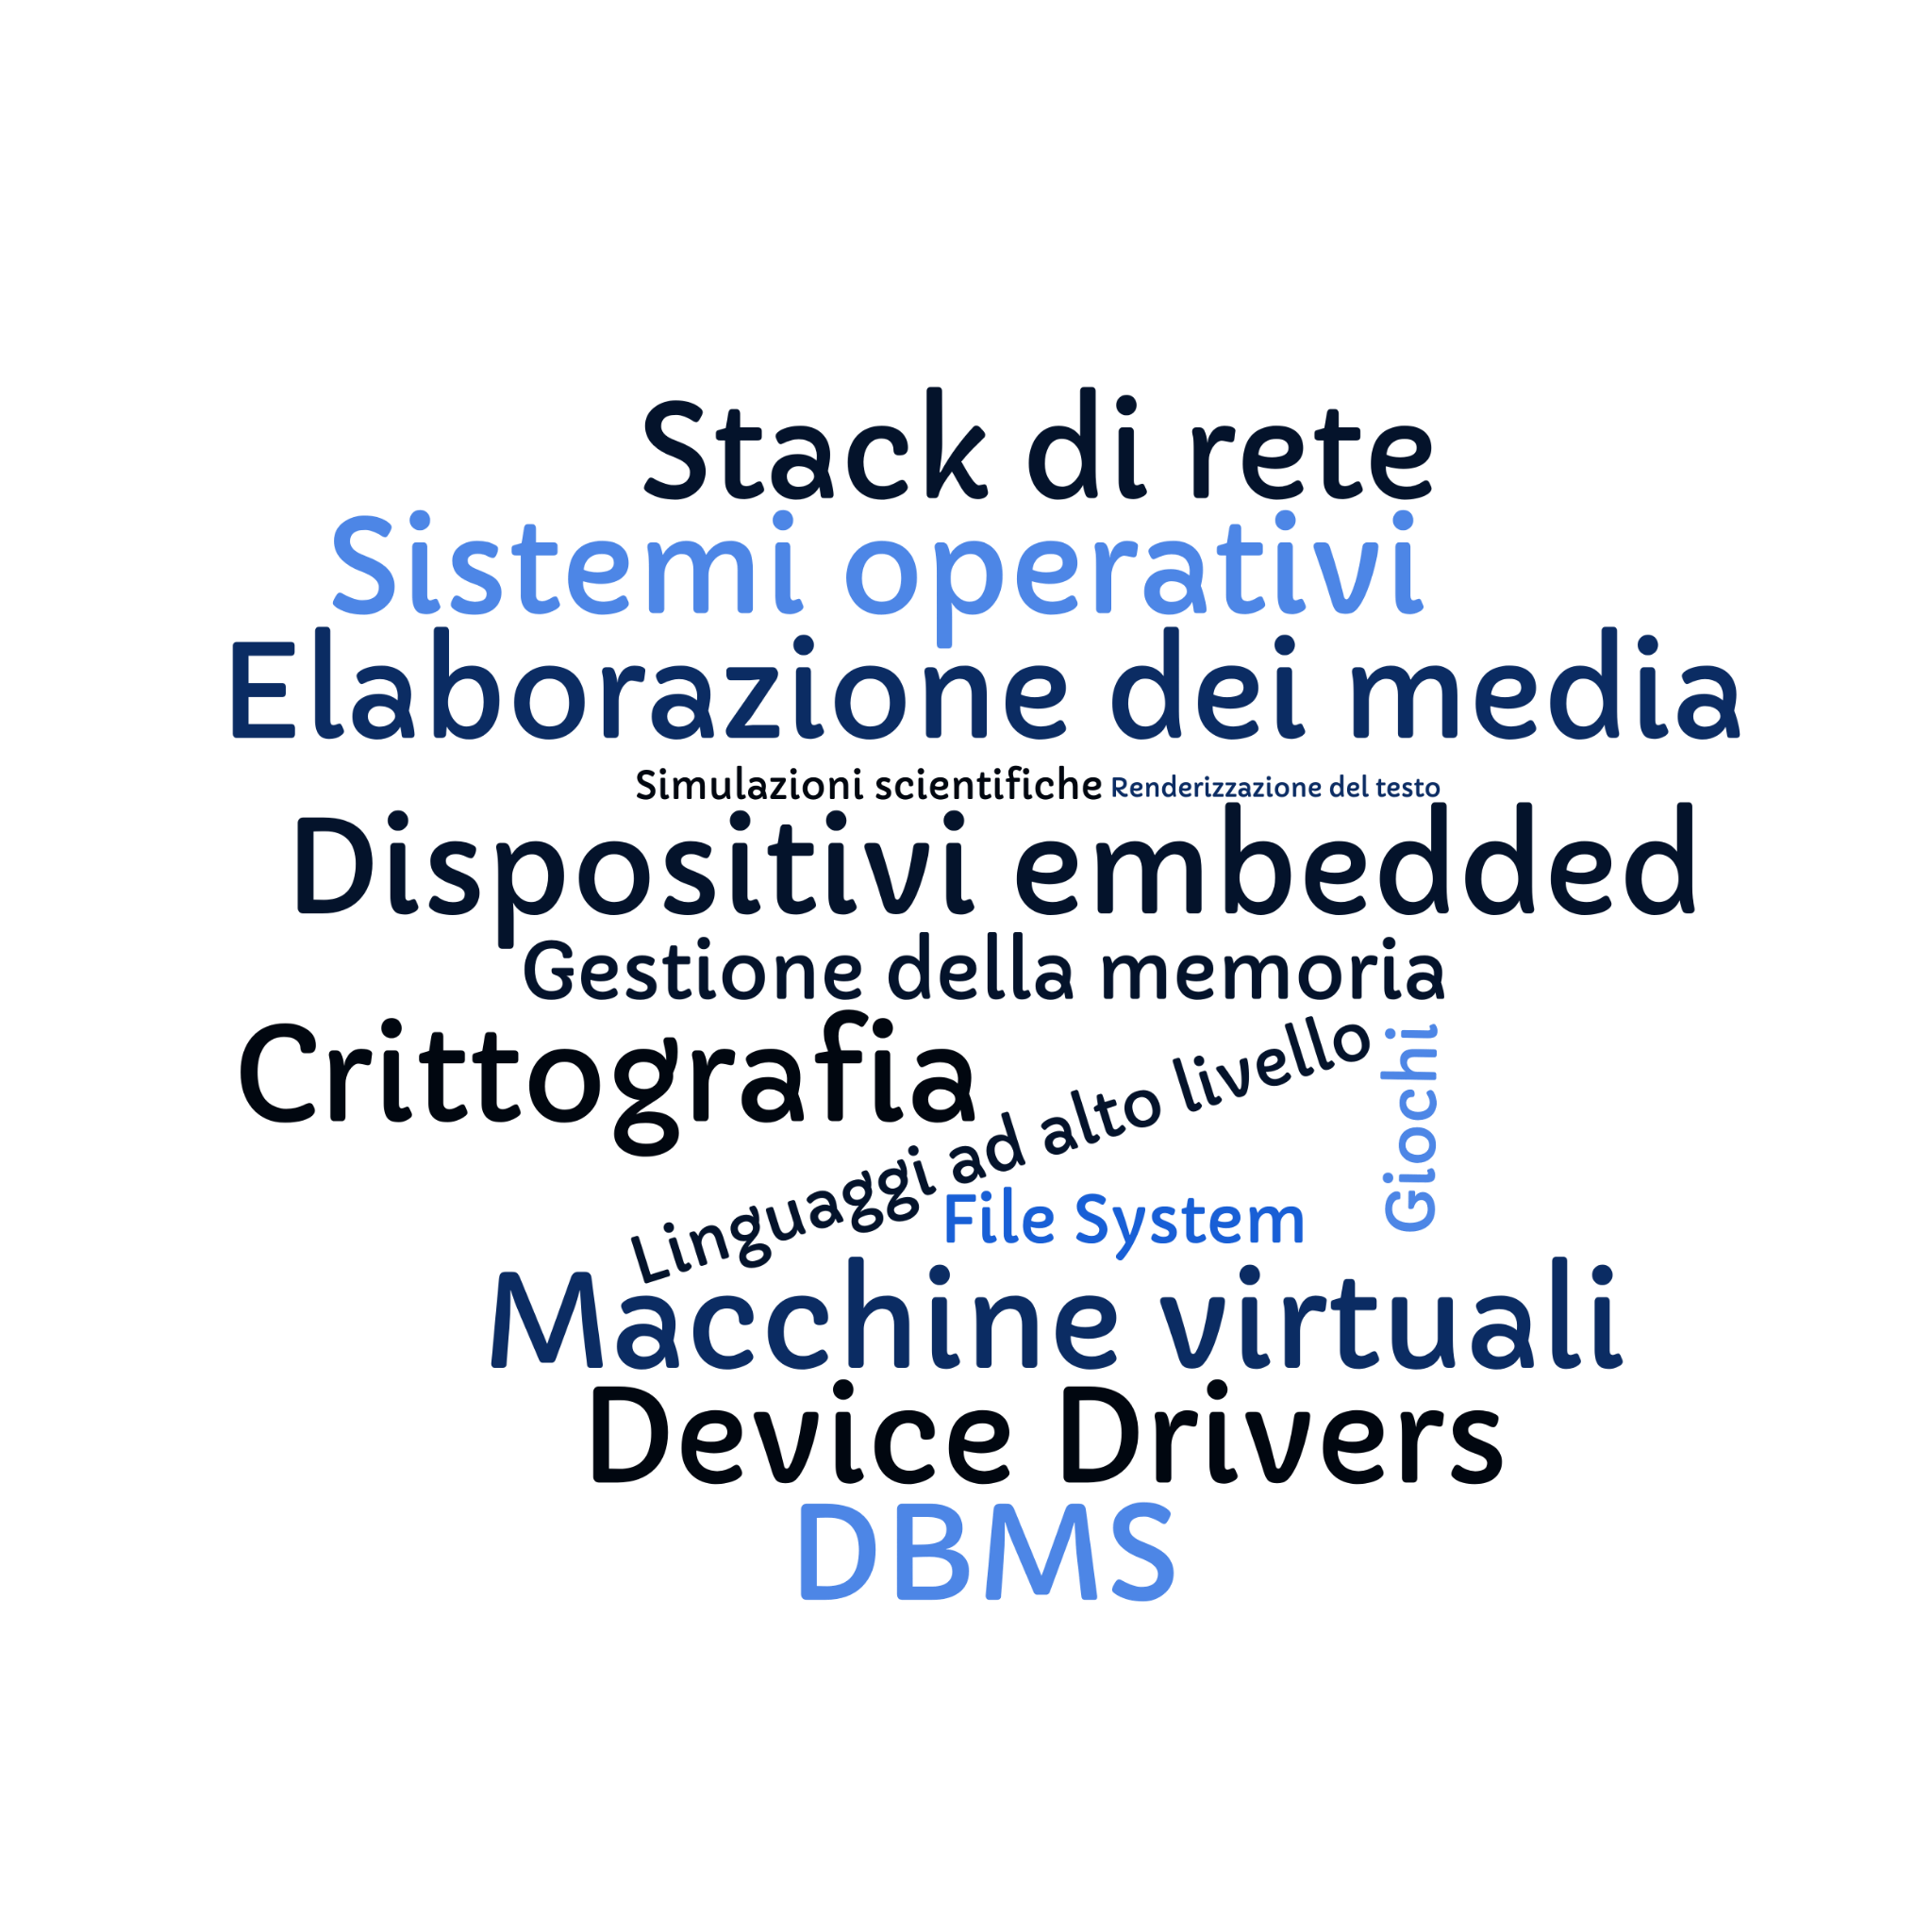 Stack di rete
Sistemi operativi
Elaborazione dei media
Simulazioni scientifiche
Renderizzazione del testo
Dispositivi embedded
Gestione della memoria
Crittografia
Linguaggi ad alto livello
Giochi
File System
Macchine virtuali
Device Drivers
DBMS